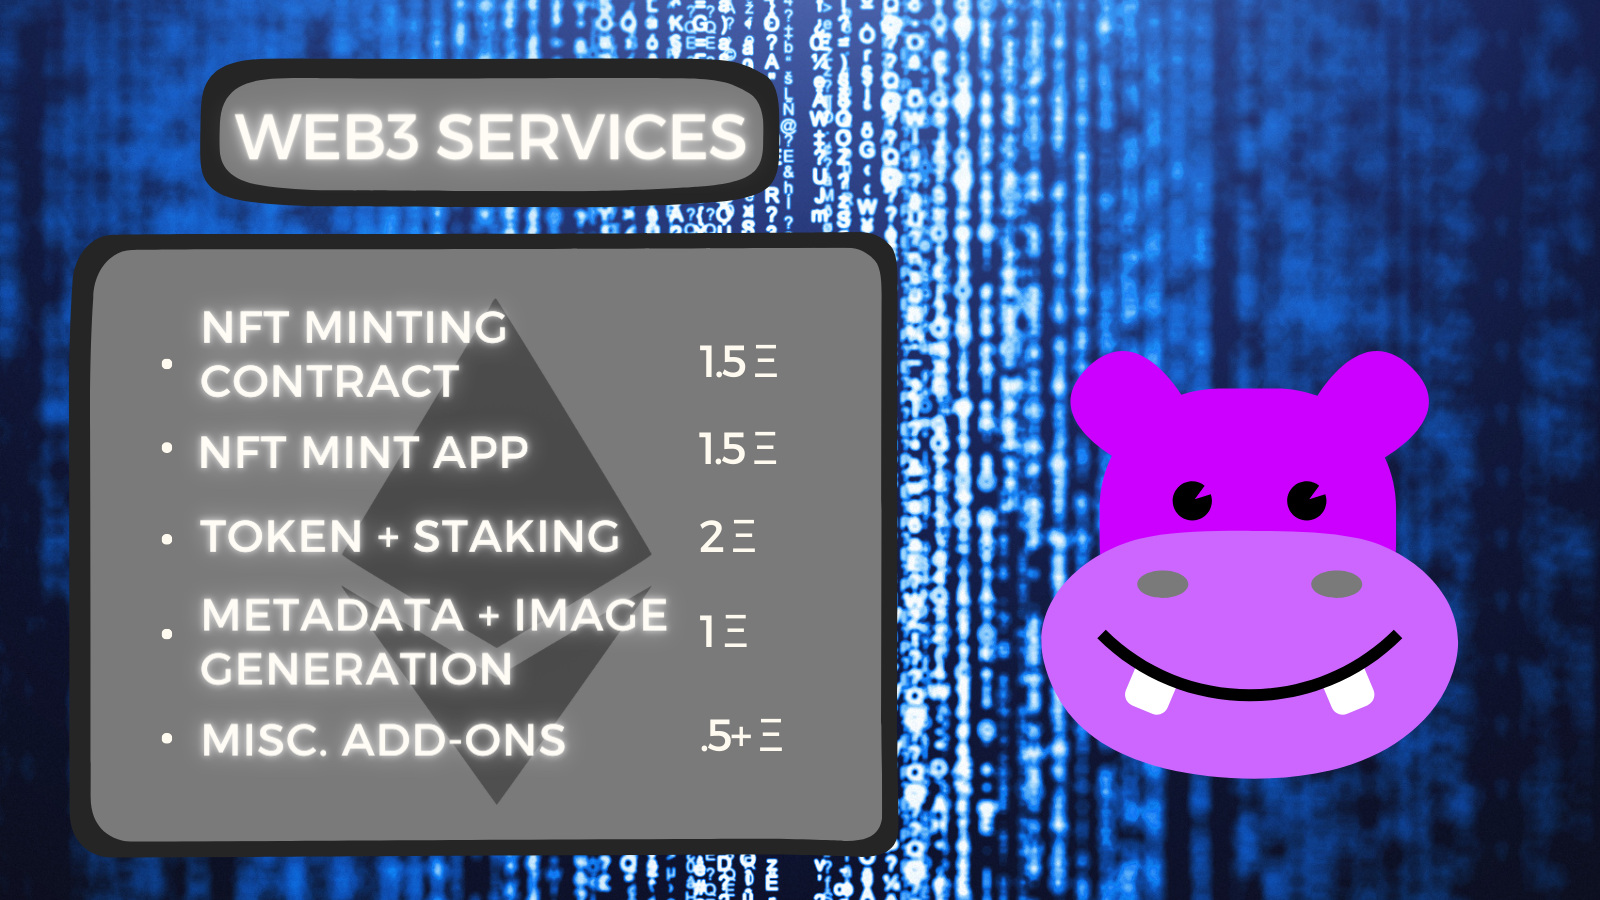 WEB3 SERVICES
• NFT MINTING
CONTRACT
1.5 Ξ
• NFT MINT APP
1.5 Ξ
• TOKEN + STAKING
2 Ξ
• METADATA + IMAGE
GENERATION
1 Ξ
• MISC. ADD-ONS
.5+ Ξ